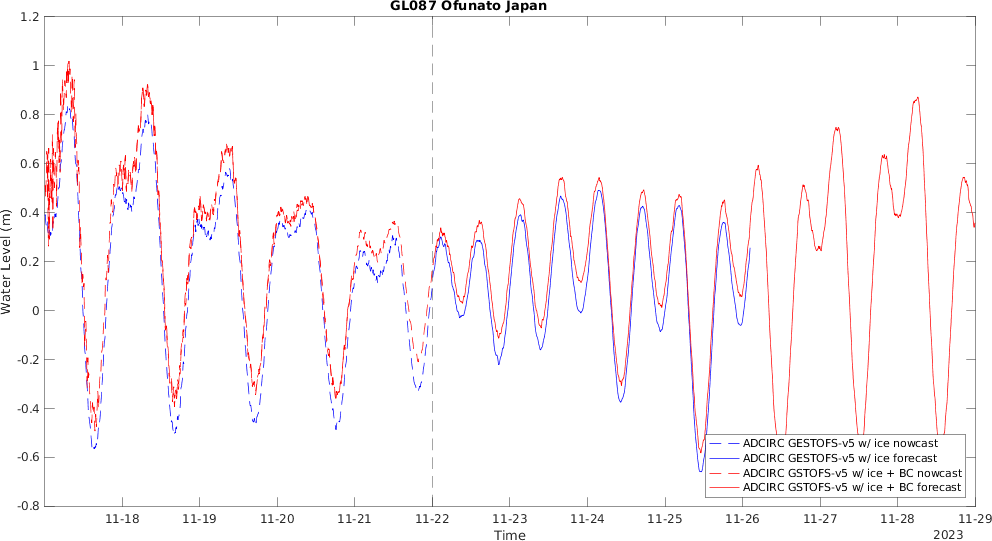 GL087 Ofunato Japan
1.2
1
0.8
0.6
0.4
0.2
0
-0.2
-0.4
-0.6
-0.8
Water Level (m)
ADCIRC GESTOFS-v5 w/ ice nowcast
ADCIRC GESTOFS-v5 w/ ice forecast
ADCIRC GSTOFS-v5 w/ ice + BC nowcast
ADCIRC GSTOFS-v5 w/ ice + BC forecast
11-18 11-19 11-20 11-21 11-22 11-23 11-24 11-25 11-26 11-27 11-28 11-29
Time
2023